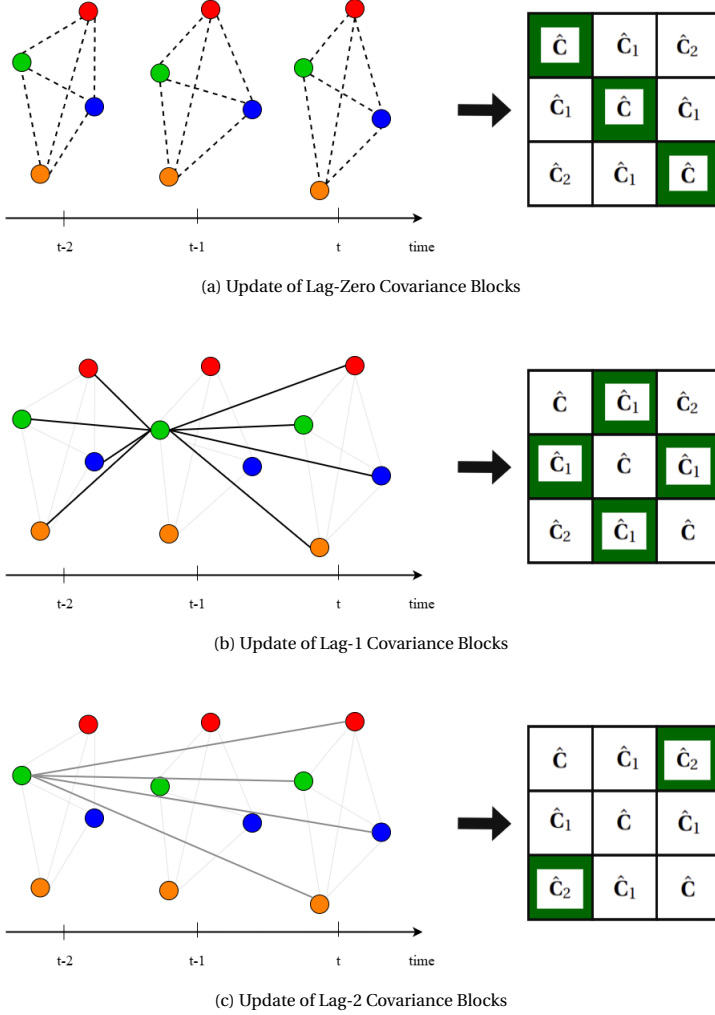 Ĉ Ĉ₁ Ĉ₂
Ĉ₁ Ĉ Ĉ₁
Ĉ₂ Ĉ₁ Ĉ
t-2 t-1 t time
(a) Update of Lag-Zero Covariance Blocks
Ĉ Ĉ₁ Ĉ₂
Ĉ₁ Ĉ Ĉ₁
Ĉ₂ Ĉ₁ Ĉ
t-2 t-1 t time
(b) Update of Lag-1 Covariance Blocks
Ĉ Ĉ₁ Ĉ₂
Ĉ₁ Ĉ Ĉ₁
Ĉ₂ Ĉ₁ Ĉ
t-2 t-1 t time
(c) Update of Lag-2 Covariance Blocks